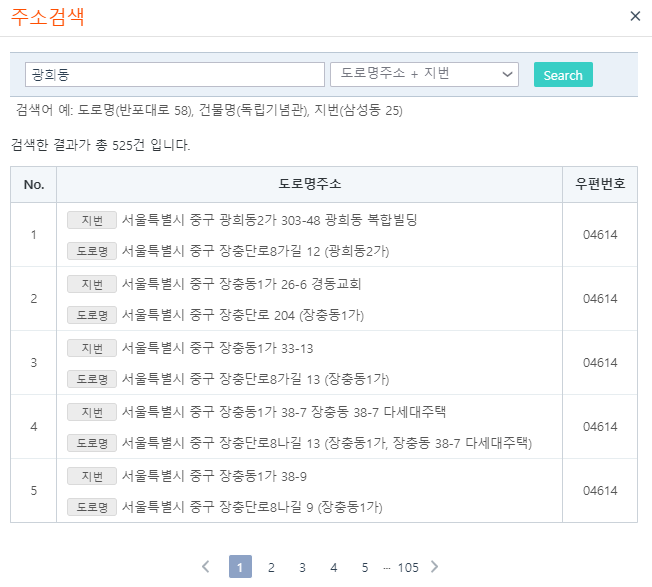 주소검색
광희동
도로명주소 + 지번
Search
검색어 예: 도로명(반포대로 58), 건물명(독립기념관), 지번(삼성동 25)
검색한 결과가 총 525건 입니다.
No. 도로명주소 우편번호
1
지번 서울특별시 중구 광희동2가 303-48 광희동 복합빌딩
도로명 서울특별시 중구 장충단로8가길 12 (광희동2가)
04614
2
지번 서울특별시 중구 장충동1가 26-6 경동교회
도로명 서울특별시 중구 장충단로 204 (장충동1가)
04614
3
지번 서울특별시 중구 장충동1가 33-13
도로명 서울특별시 중구 장충단로8가길 13 (장충동1가)
04614
4
지번 서울특별시 중구 장충동1가 38-7 장충동 38-7 다세대주택
도로명 서울특별시 중구 장충단로8나길 13 (장충동1가, 장충동 38-7 다세대주택)
04614
5
지번 서울특별시 중구 장충동1가 38-9
도로명 서울특별시 중구 장충단로8나길 9 (장충동1가)
04614
1 2 3 4 5 ... 105